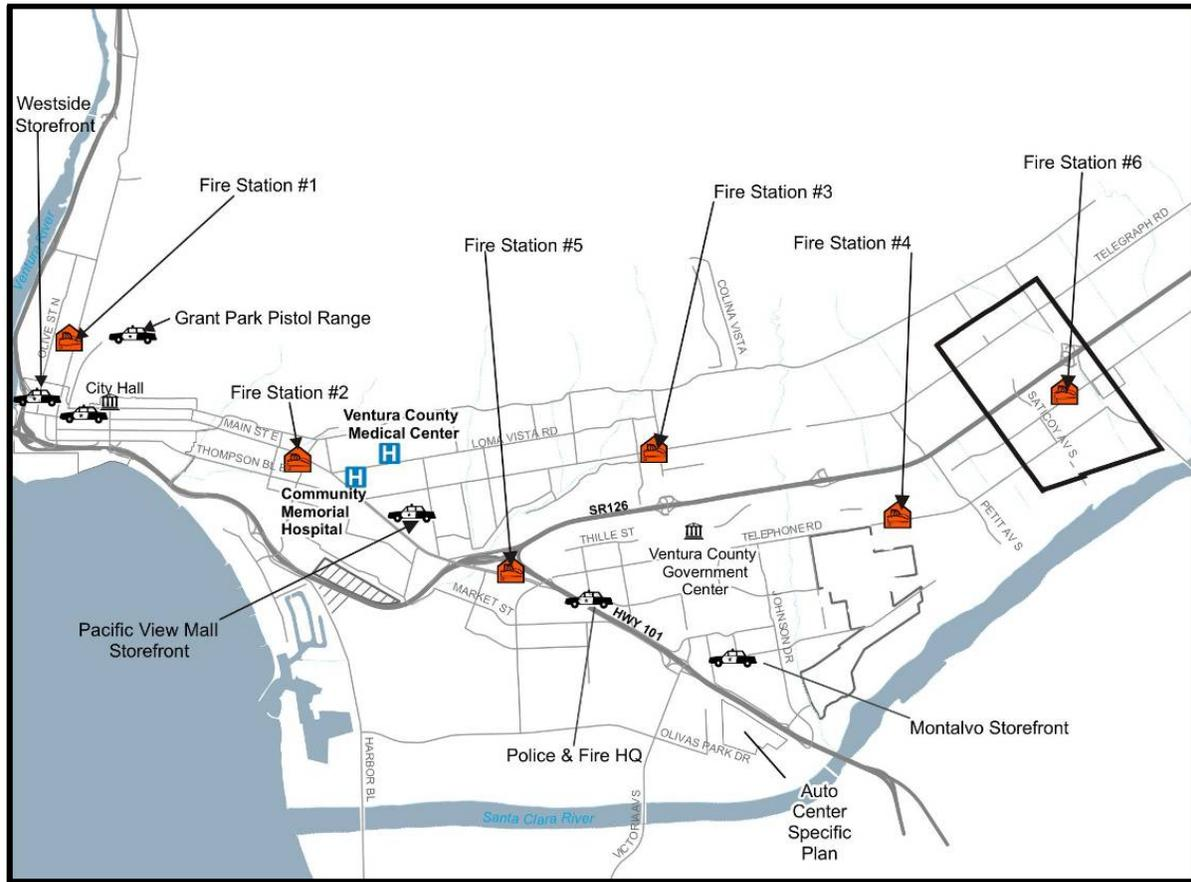 Westside
Storefront
Fire Station #1
Fire Station #3
Fire Station #6
Fire Station #5
Fire Station #4
TELEGRAPH RD
Ventura River
COLINA VISTA
OLIVE ST N
Grant Park Pistol Range
City Hall
Fire Station #2
MAIN ST E
Ventura County
Medical Center
LOMA VISTA RD
THOMPSON BL E
SATICOY AV S
Community
Memorial
Hospital
SR126
THILLE ST
TELEPHONE RD
PETIT AV S
Ventura County
Government
Center
MARKET ST
HWY 101
JOHNSON DR
Pacific View Mall
Storefront
Montalvo Storefront
OLIVAS PARK DR
Police & Fire HQ
HARBOR BL
Auto
Center
Specific
Plan
Santa Clara River
VICTORIA AV S
H
H